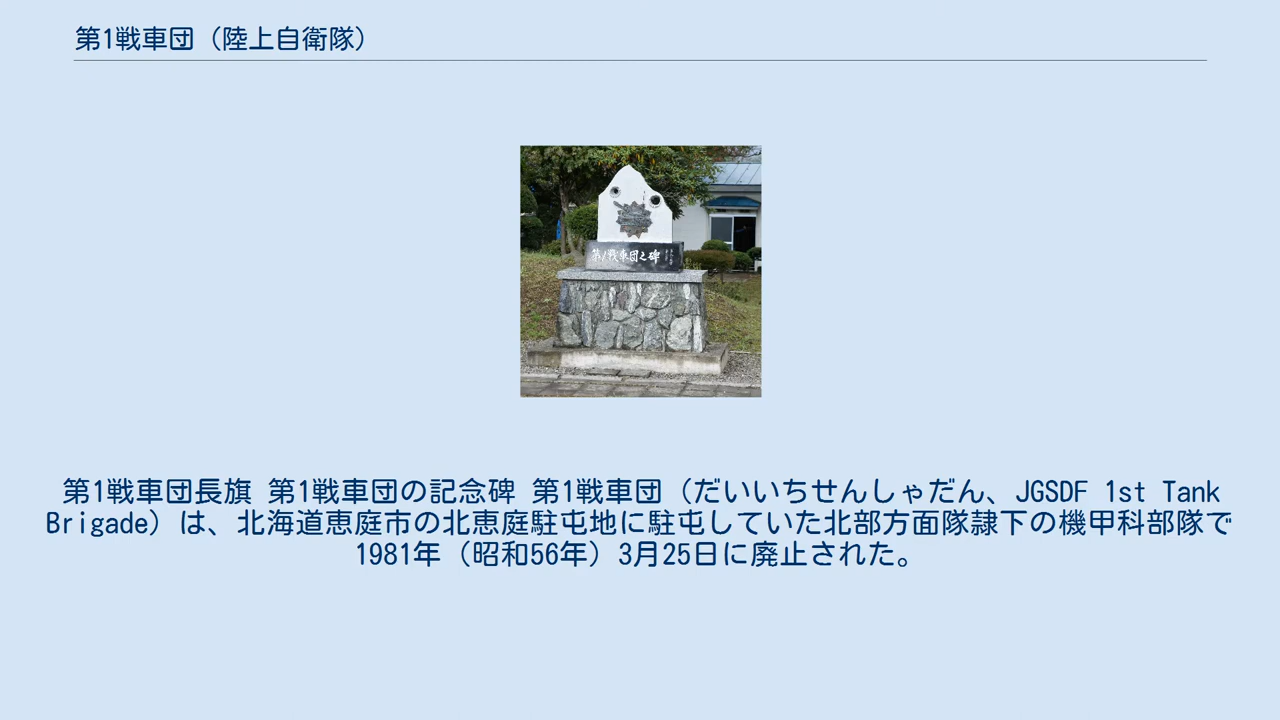 第1戦車団（陸上自衛隊）
第1戦車団之碑
第1戦車団長旗 第1戦車団の記念碑 第1戦車団（だいいちせんしゃだん、JGSDF 1st Tank
Brigade）は、北海道恵庭市の北恵庭駐屯地に駐屯していた北部方面隊隷下の機甲科部隊で
1981年（昭和56年）3月25日に廃止された。